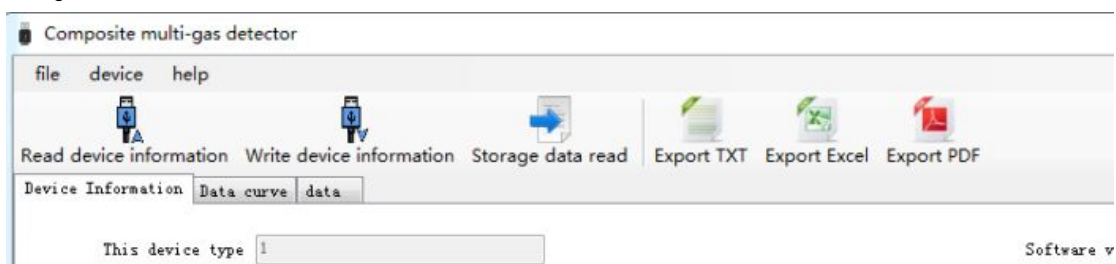 Composite multi-gas detector
file device help
Read device information Write device information Storage data read Export TXT Export Excel Export PDF
Device Information Data curve data
This device type 1 Software v